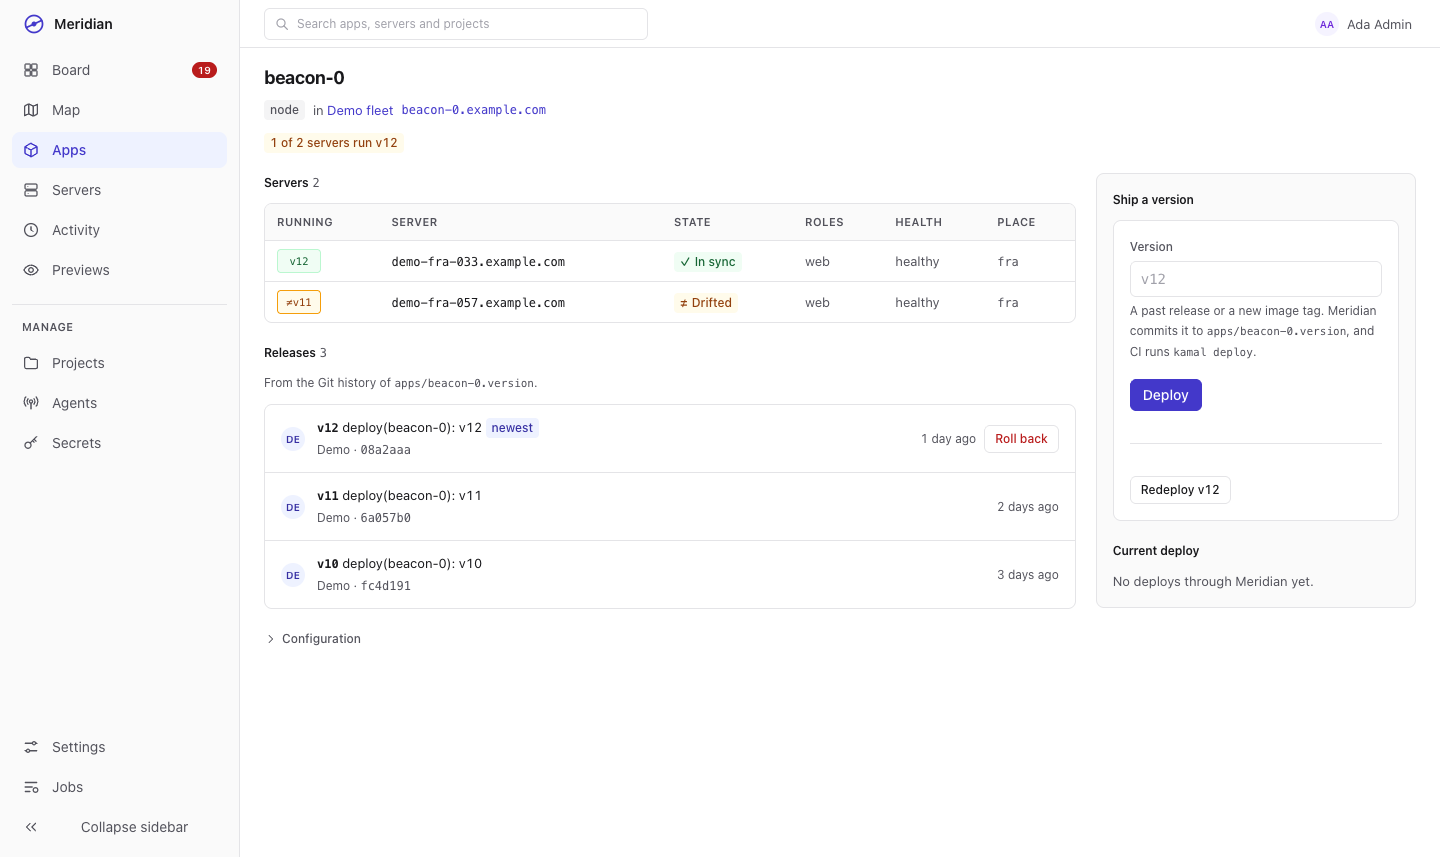 Meridian
Search apps, servers and projects
AA Ada Admin
Board 19
Map
Apps
Servers
Activity
Previews
MANAGE
Projects
Agents
Secrets
Settings
Jobs
Collapse sidebar
beacon-0
node in Demo fleet beacon-0.example.com
1 of 2 servers run v12
Servers 2
RUNNING SERVER STATE ROLES HEALTH PLACE
v12 demo-fra-033.example.com ✓ In sync web healthy fra
≠v11 demo-fra-057.example.com ≠ Drifted web healthy fra
Releases 3
From the Git history of apps/beacon-0.version.
DE v12 deploy(beacon-0): v12 newest
Demo · 08a2aaa
1 day ago Roll back
DE v11 deploy(beacon-0): v11
Demo · 6a057b0
2 days ago
DE v10 deploy(beacon-0): v10
Demo · fc4d191
3 days ago
Configuration
Ship a version
Version
v12
A past release or a new image tag. Meridian
commits it to apps/beacon-0.version, and
CI runs kamal deploy.
Deploy
Redeploy v12
Current deploy
No deploys through Meridian yet.